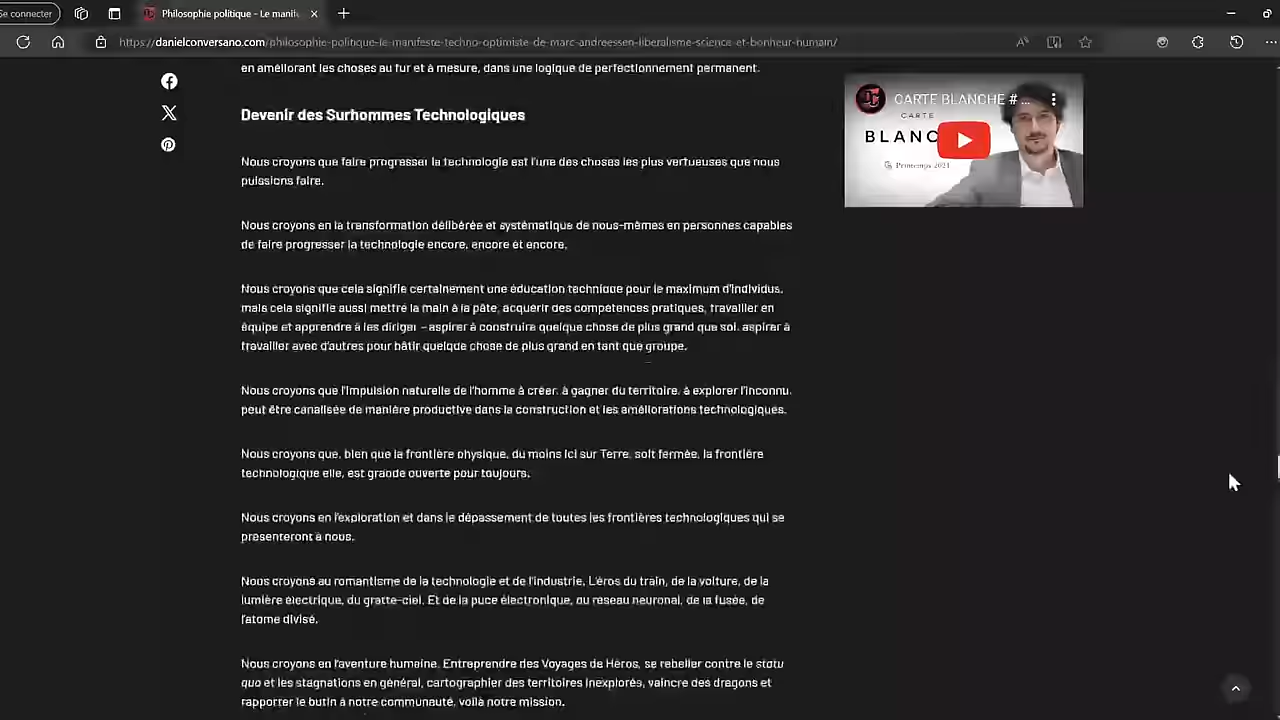 Se connecter
Philosophie politique - Le manif
https://danielconversano.com/philosophie-politique-le-manifeste-techno-optimiste-de-marc-andreessen-liberalisme-science-et-bonheur-humain/
en améliorant les choses au fur et à mesure, dans une logique de perfectionnement permanent.
CARTE BLANCHE # ...
CARTE
BLANC
Printemps 2021
Devenir des Surhommes Technologiques
Nous croyons que faire progresser la technologie est l'une des choses les plus vertueuses que nous
puissions faire.
Nous croyons en la transformation délibérée et systématique de nous-mêmes en personnes capables
de faire progresser la technologie encore, encore et encore.
Nous croyons que cela signifie certainement une éducation technique pour le maximum d'individus,
mais cela signifie aussi mettre la main à la pâte, acquérir des compétences pratiques, travailler en
équipe et apprendre à les diriger – aspirer à construire quelque chose de plus grand que soi, aspirer à
travailler avec d'autres pour bâtir quelque chose de plus grand en tant que groupe.
Nous croyons que l'impulsion naturelle de l'homme à créer, à gagner du territoire, à explorer l'inconnu,
peut être canalisée de manière productive dans la construction et les améliorations technologiques.
Nous croyons que, bien que la frontière physique, du moins ici sur Terre, soit fermée, la frontière
technologique elle, est grande ouverte pour toujours.
Nous croyons en l'exploration et dans le dépassement de toutes les frontières technologiques qui se
présenteront à nous.
Nous croyons au romantisme de la technologie et de l'industrie. L'éros du train, de la voiture, de la
lumière électrique, du gratte-ciel. Et de la puce électronique, du réseau neuronal, de la fusée, de
l'atome divisé.
Nous croyons en l'aventure humaine. Entreprendre des Voyages de Héros, se rebeller contre le statu
quo et les stagnations en général, cartographier des territoires inexplorés, vaincre des dragons et
rapporter le butin à notre communauté, voilà notre mission.